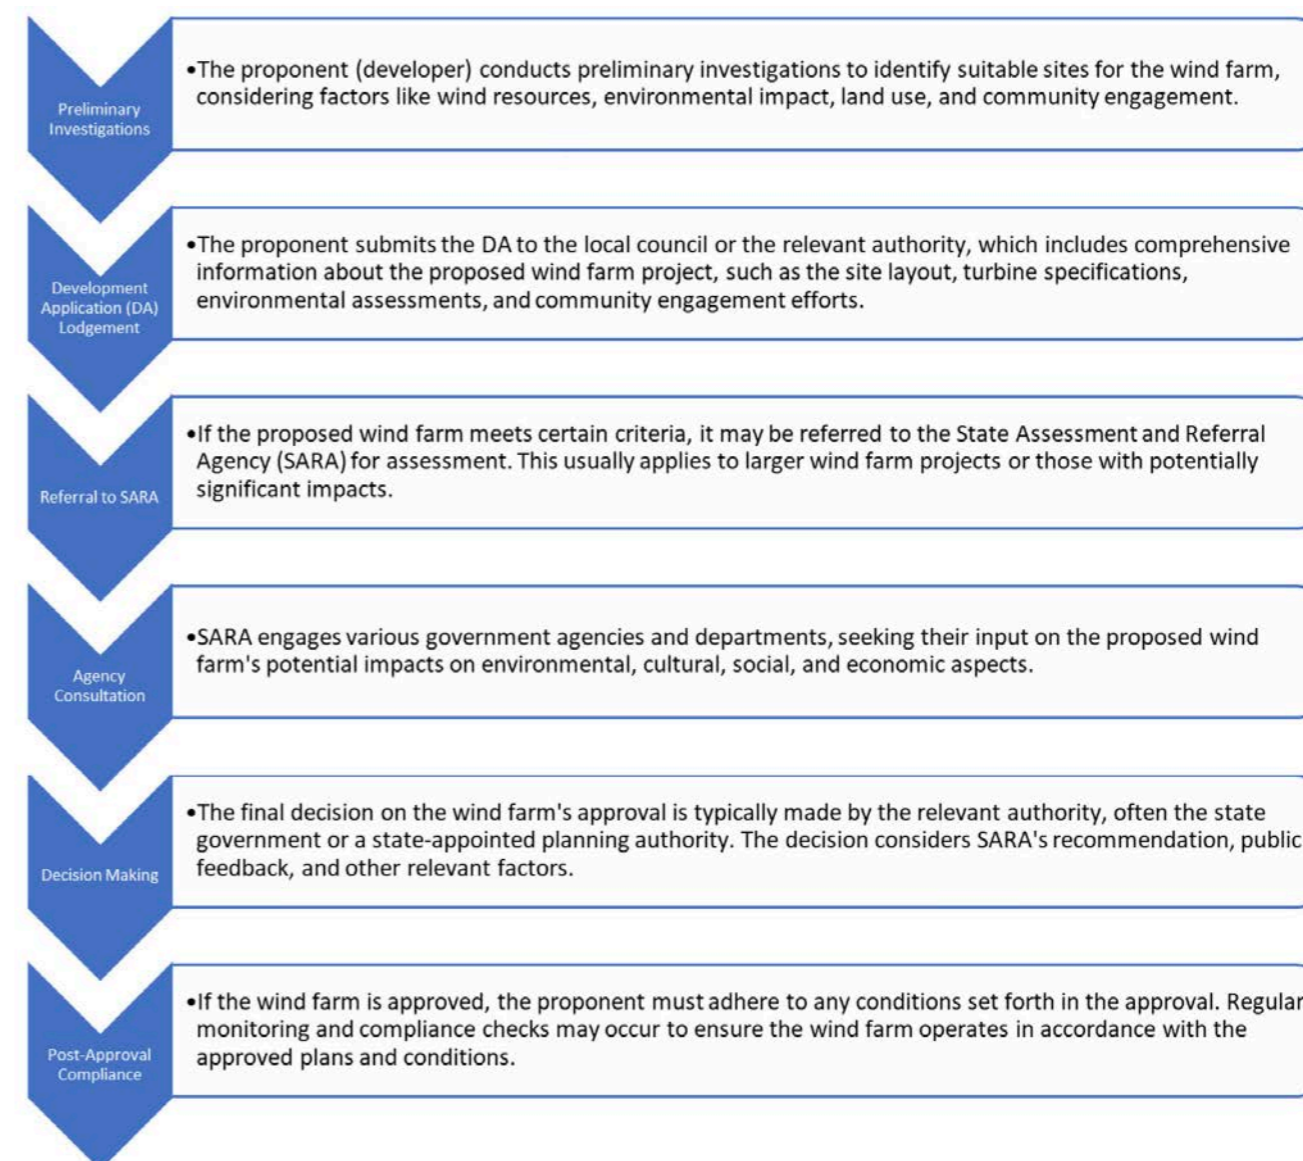 Preliminary
Investigations
•The proponent (developer) conducts preliminary investigations to identify suitable sites for the wind farm,
considering factors like wind resources, environmental impact, land use, and community engagement.
Development
Application (DA)
Lodgement
•The proponent submits the DA to the local council or the relevant authority, which includes comprehensive
information about the proposed wind farm project, such as the site layout, turbine specifications,
environmental assessments, and community engagement efforts.
Referral to SARA
•If the proposed wind farm meets certain criteria, it may be referred to the State Assessment and Referral
Agency (SARA) for assessment. This usually applies to larger wind farm projects or those with potentially
significant impacts.
Agency
Consultation
•SARA engages various government agencies and departments, seeking their input on the proposed wind
farm's potential impacts on environmental, cultural, social, and economic aspects.
Decision Making
•The final decision on the wind farm's approval is typically made by the relevant authority, often the state
government or a state-appointed planning authority. The decision considers SARA's recommendation, public
feedback, and other relevant factors.
Post-Approval
Compliance
•If the wind farm is approved, the proponent must adhere to any conditions set forth in the approval. Regular
monitoring and compliance checks may occur to ensure the wind farm operates in accordance with the
approved plans and conditions.